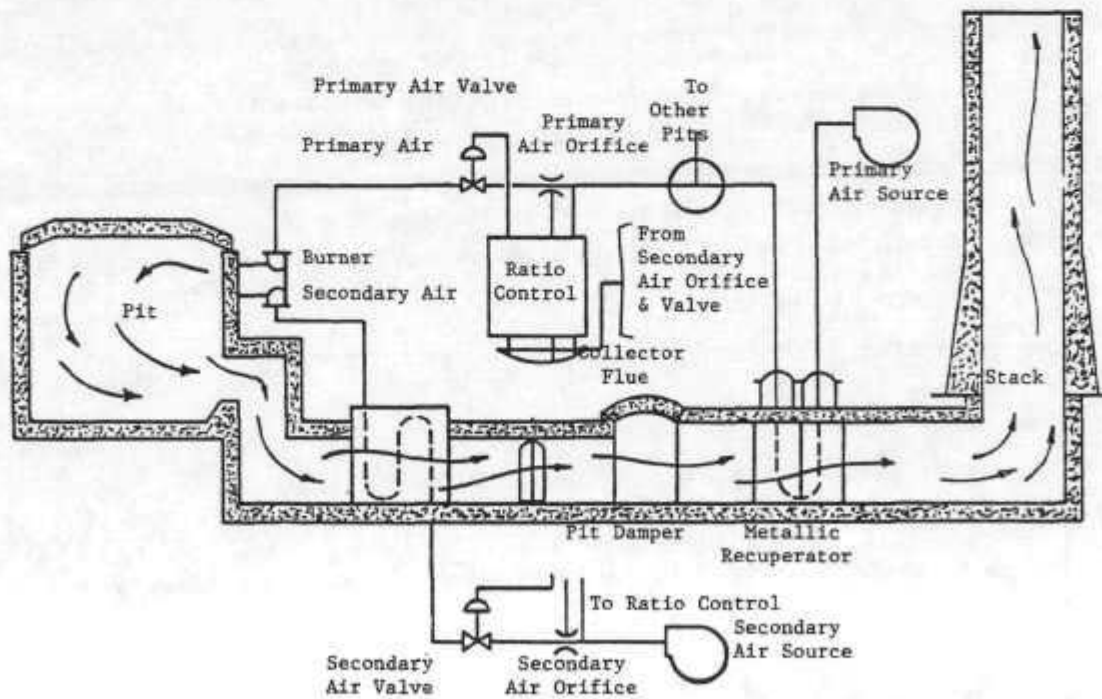 Primary Air Valve
To
Other
Pits
Primary
Air Orifice
Primary Air
Primary
Air Source
Burner
Secondary Air
Ratio
Control
From
Secondary
Air Orifice
& Valve
Pit
Collector
Flue
Stack
Pit Damper
Metallic
Recuperator
To Ratio Control
Secondary
Air Source
Secondary
Air Valve
Secondary
Air Orifice